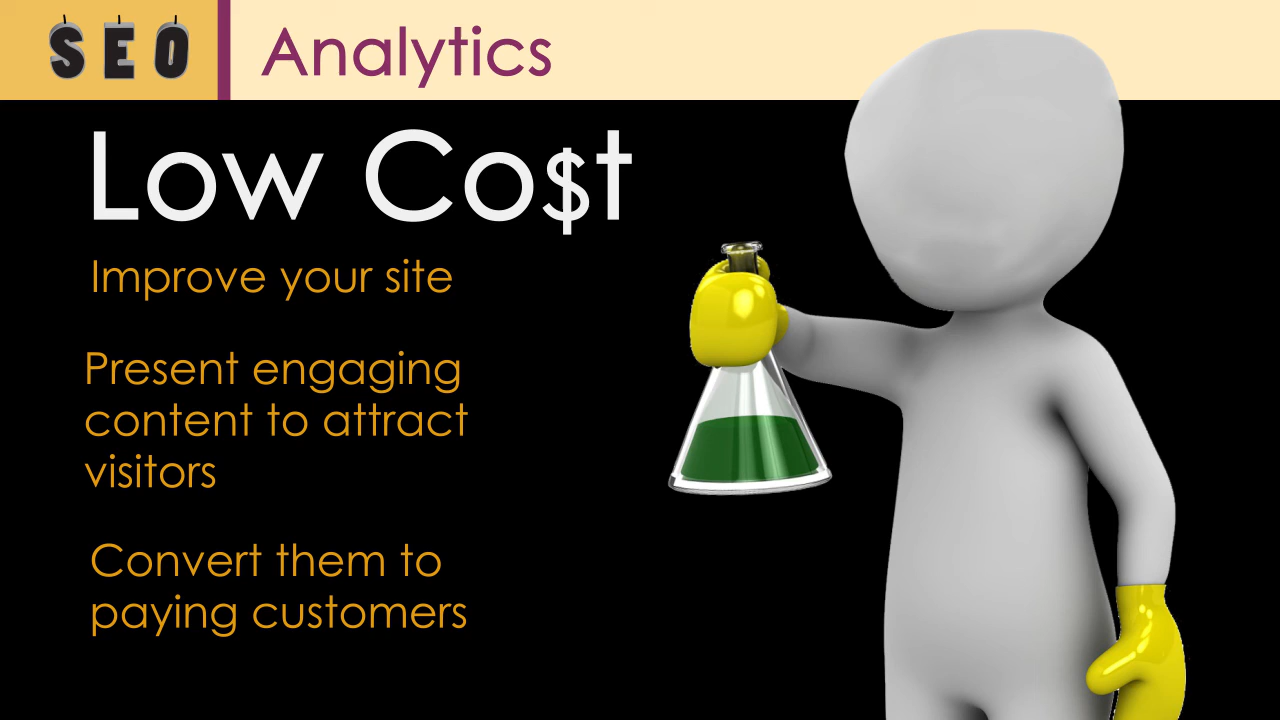 SEO Analytics
Low Co$t
Improve your site
Present engaging
content to attract
visitors
Convert them to
paying customers